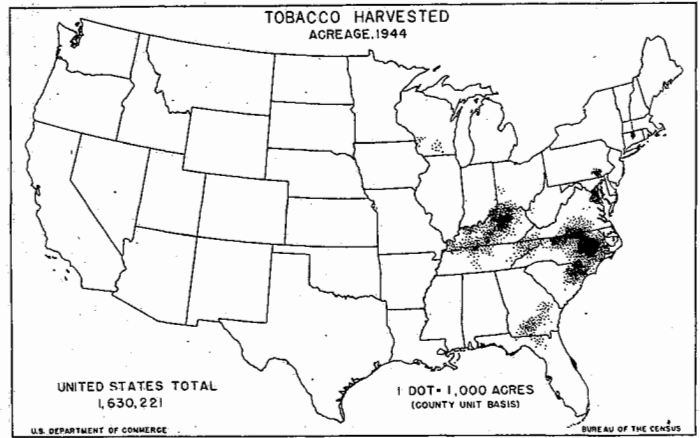 TOBACCO HARVESTED
ACREAGE, 1944
UNITED STATES TOTAL
1,630,221
1 DOT = 1,000 ACRES
(COUNTY UNIT BASIS)
U.S. DEPARTMENT OF COMMERCE
BUREAU OF THE CENSUS